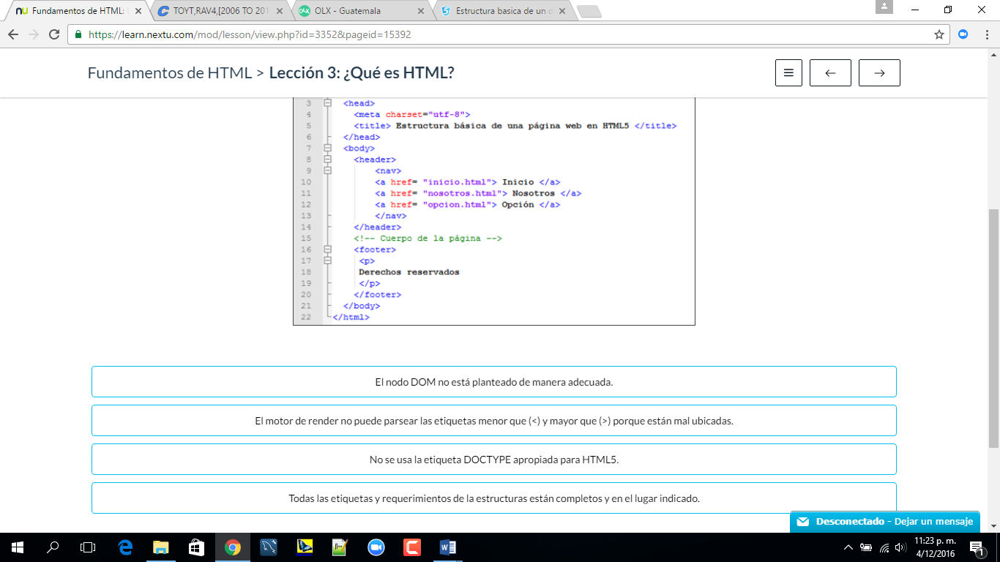 Fundamentos de HTML:
TOYT,RAV4,[2006 TO 201
OLX - Guatemala
Estructura basica de un d
https://learn.nextu.com/mod/lesson/view.php?id=3352&pageid=15392
Fundamentos de HTML > Lección 3: ¿Qué es HTML?
3 <head>
4 <meta charset="utf-8">
5 <title> Estructura básica de una página web en HTML5 </title>
6 </head>
7 <body>
8 <header>
9 <nav>
10 <a href= "inicio.html"> Inicio </a>
11 <a href= "nosotros.html"> Nosotros </a>
12 <a href= "opcion.html"> Opción </a>
13 </nav>
14 </header>
15 <!-- Cuerpo de la página -->
16 <footer>
17 <p>
18 Derechos reservados
19 </p>
20 </footer>
21 </body>
22 </html>
El nodo DOM no está planteado de manera adecuada.
El motor de render no puede parsear las etiquetas menor que (<) y mayor que (>) porque están mal ubicadas.
No se usa la etiqueta DOCTYPE apropiada para HTML5.
Todas las etiquetas y requerimientos de la estructuras están completos y en el lugar indicado.
Desconectado - Dejar un mensaje
11:23 p. m.
4/12/2016